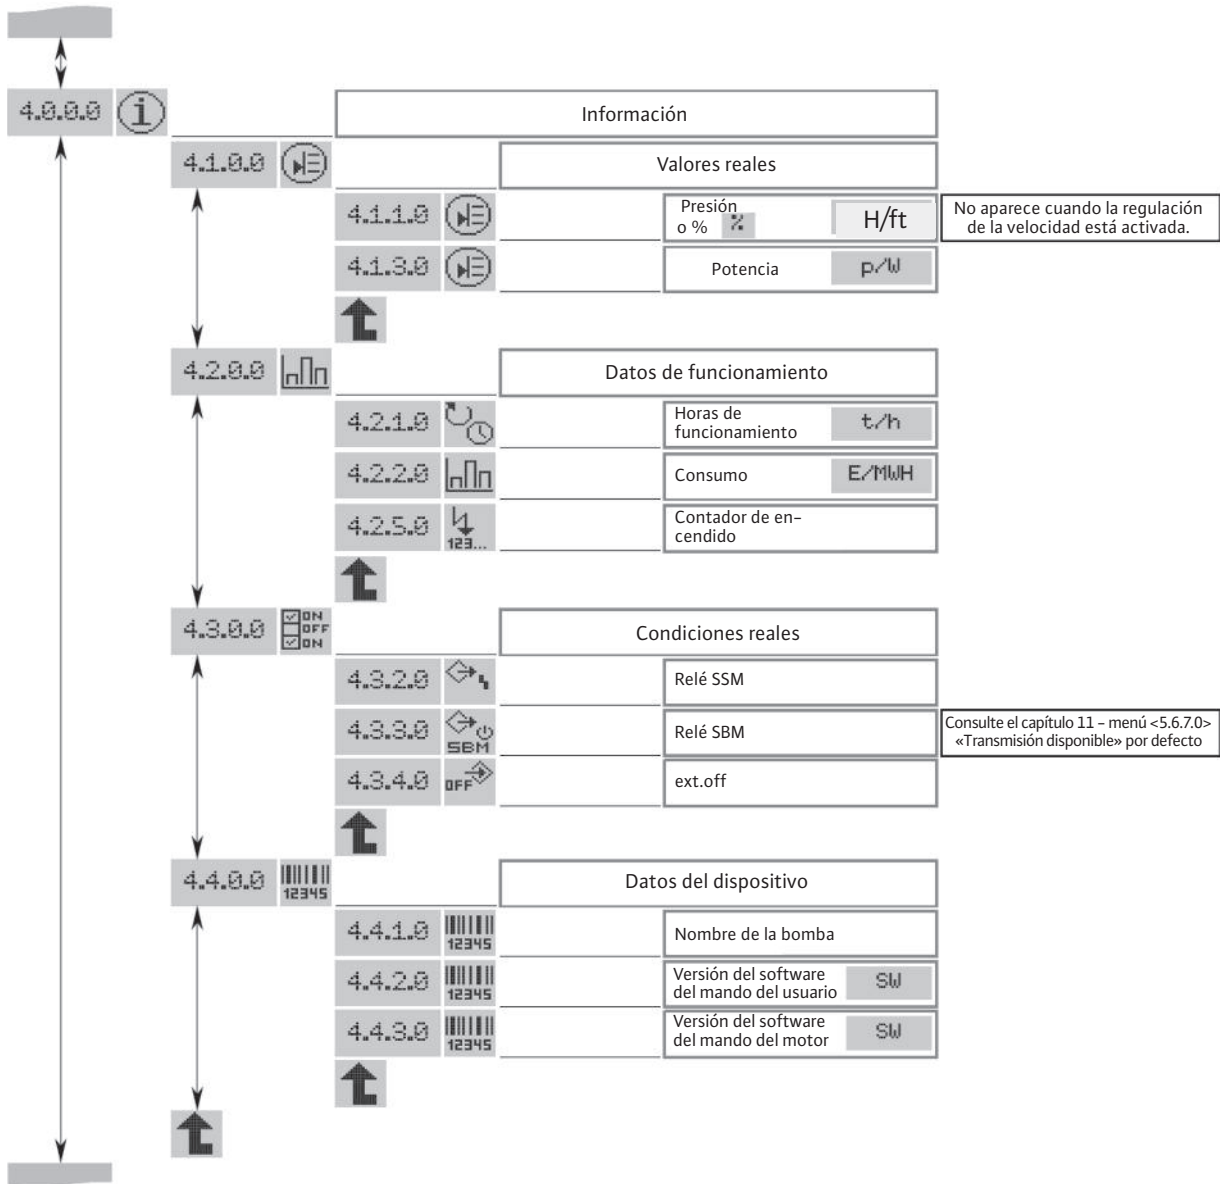 4.0.0.0 i Información
4.1.0.0 Valores reales
4.1.1.0 Presión
o % % H/ft
No aparece cuando la regulación
de la velocidad está activada.
4.1.3.0 Potencia p/W
4.2.0.0 Datos de funcionamiento
4.2.1.0 Horas de
funcionamiento t/h
4.2.2.0 Consumo E/MWH
4.2.5.0 123... Contador de en-
cendido
4.3.0.0 ON
OFF
ON
Condiciones reales
4.3.2.0 Relé SSM
4.3.3.0 SBM Relé SBM
Consulte el capítulo 11 – menú <5.6.7.0>
«Transmisión disponible» por defecto
4.3.4.0 OFF ext.off
4.4.0.0 12345 Datos del dispositivo
4.4.1.0 12345 Nombre de la bomba
4.4.2.0 12345 Versión del software
del mando del usuario SW
4.4.3.0 12345 Versión del software
del mando del motor SW